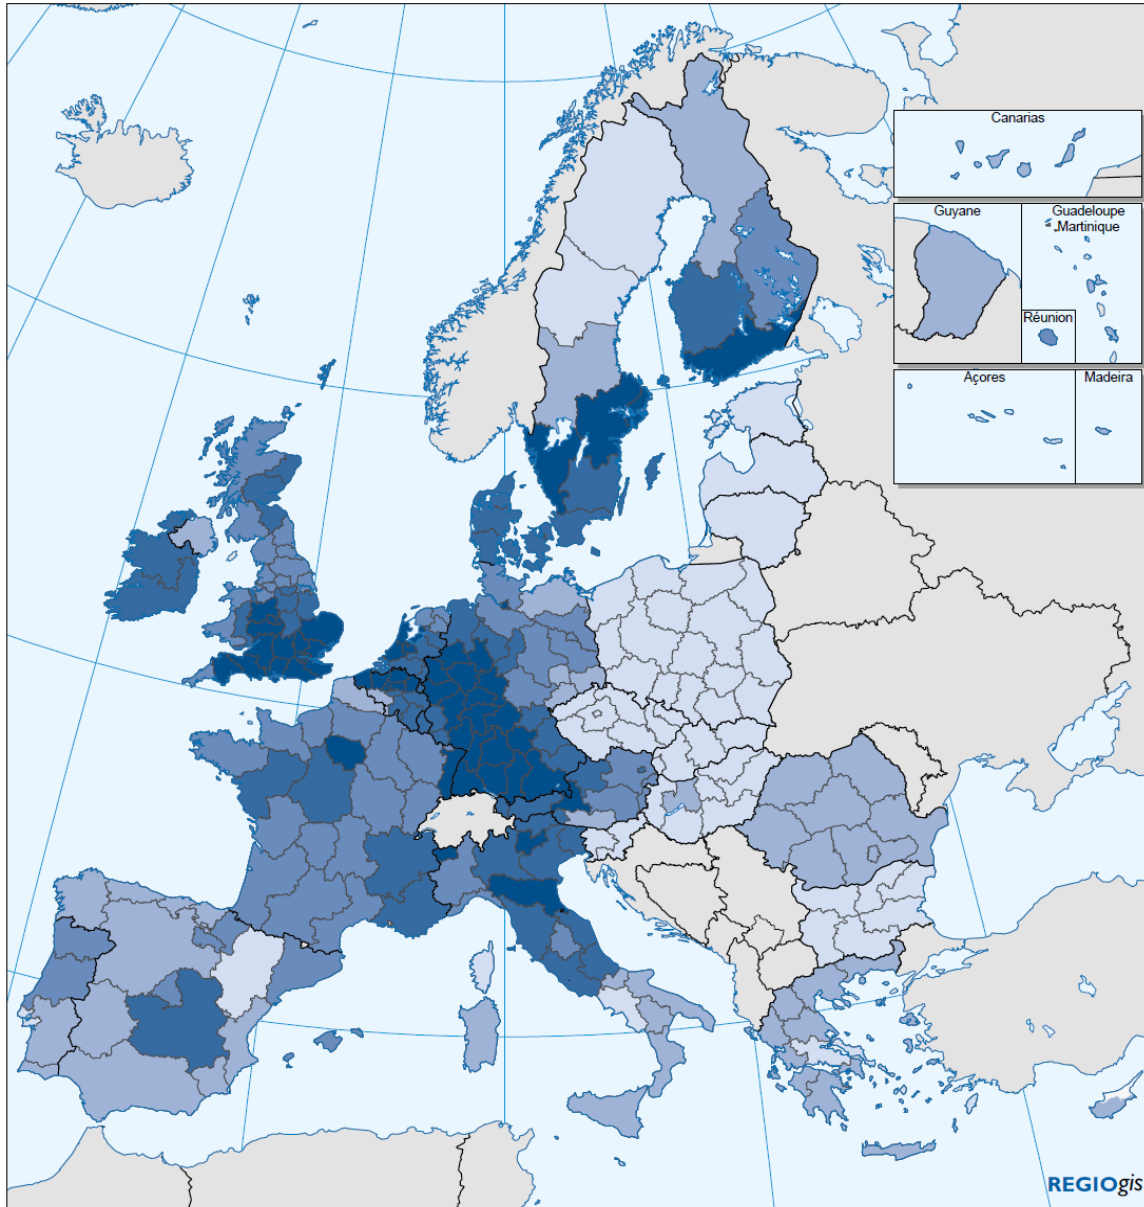 Canarias
Guyane
Guadeloupe
Martinique
Réunion
Açores
Madeira
REGIOgis